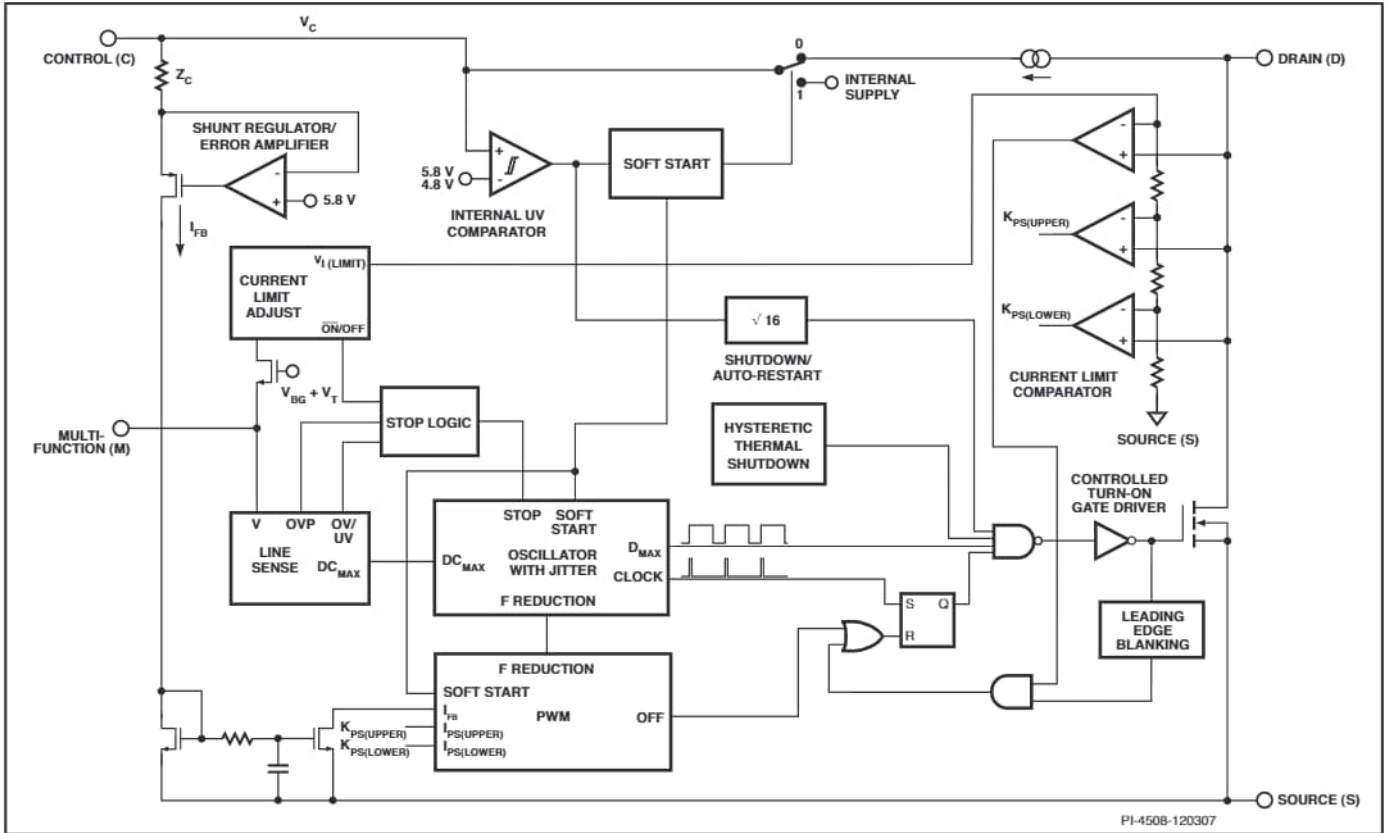 V_C
CONTROL (C)
Z_C
0
1
INTERNAL
SUPPLY
DRAIN (D)
SHUNT REGULATOR/
ERROR AMPLIFIER
-
+
5.8 V
I_FB
+
-
5.8 V
4.8 V
INTERNAL UV
COMPARATOR
SOFT START
-
+
K_PS(UPPER)
-
+
K_PS(LOWER)
-
+
CURRENT LIMIT
COMPARATOR
SOURCE (S)
V_I (LIMIT)
CURRENT
LIMIT
ADJUST
O̅N̅/OFF
V_BG + V_T
√ 16
SHUTDOWN/
AUTO-RESTART
STOP LOGIC
MULTI-
FUNCTION (M)
HYSTERETIC
THERMAL
SHUTDOWN
CONTROLLED
TURN-ON
GATE DRIVER
V OVP OV/
UV
LINE
SENSE
DC_MAX
STOP SOFT
START
DC_MAX
OSCILLATOR
WITH JITTER
D_MAX
CLOCK
F REDUCTION
S Q
R
LEADING
EDGE
BLANKING
F REDUCTION
SOFT START
I_FB
PWM
OFF
K_PS(UPPER)
I_PS(UPPER)
K_PS(LOWER)
I_PS(LOWER)
SOURCE (S)
PI-4508-120307